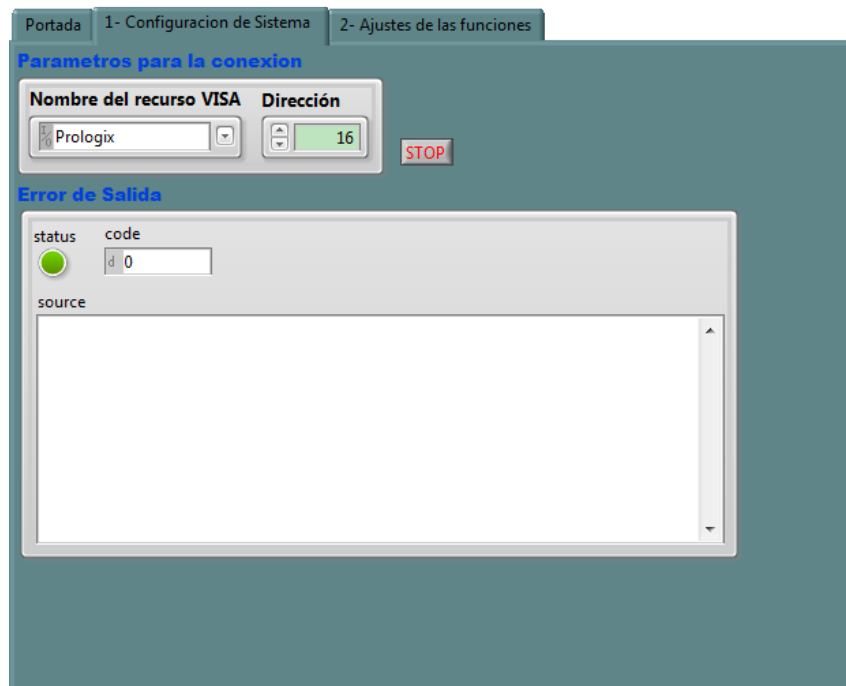 Portada 1- Configuracion de Sistema 2- Ajustes de las funciones
Parametros para la conexion
Nombre del recurso VISA Dirección
I/0 Prologix 16
STOP
Error de Salida
status code
d 0
source